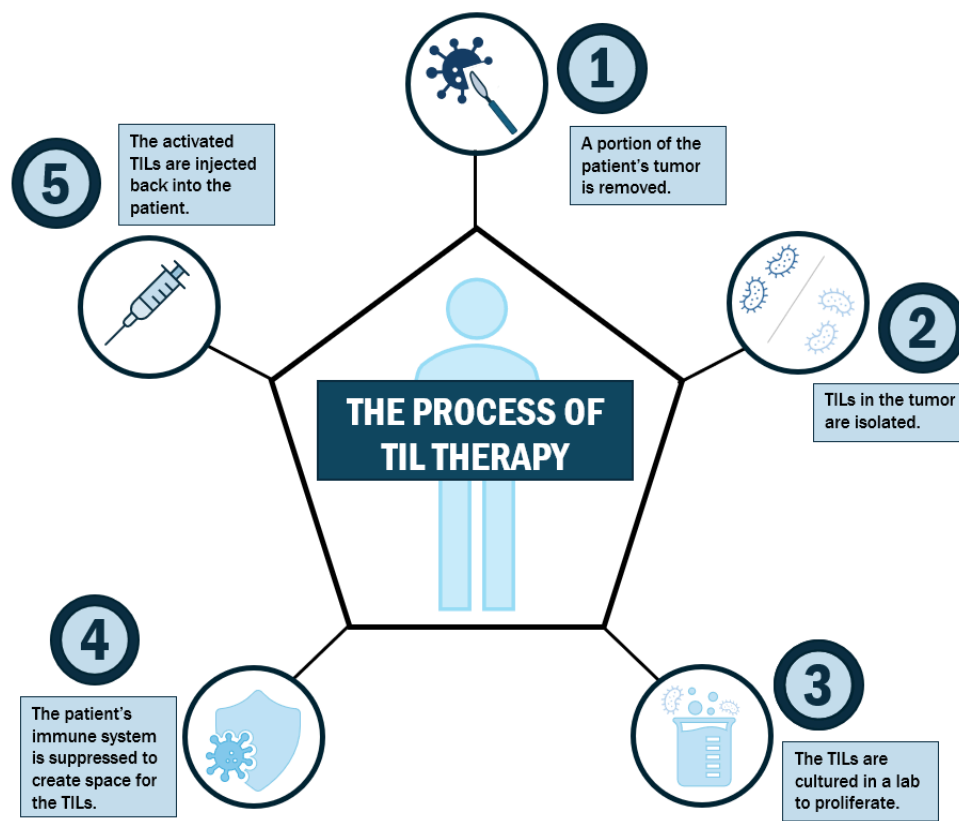 1
A portion of the
patient's tumor
is removed.
2
TILs in the tumor
are isolated.
3
The TILs are
cultured in a lab
to proliferate.
4
The patient's
immune system
is suppressed to
create space for
the TILs.
5
The activated
TILs are injected
back into the
patient.
THE PROCESS OF
TIL THERAPY